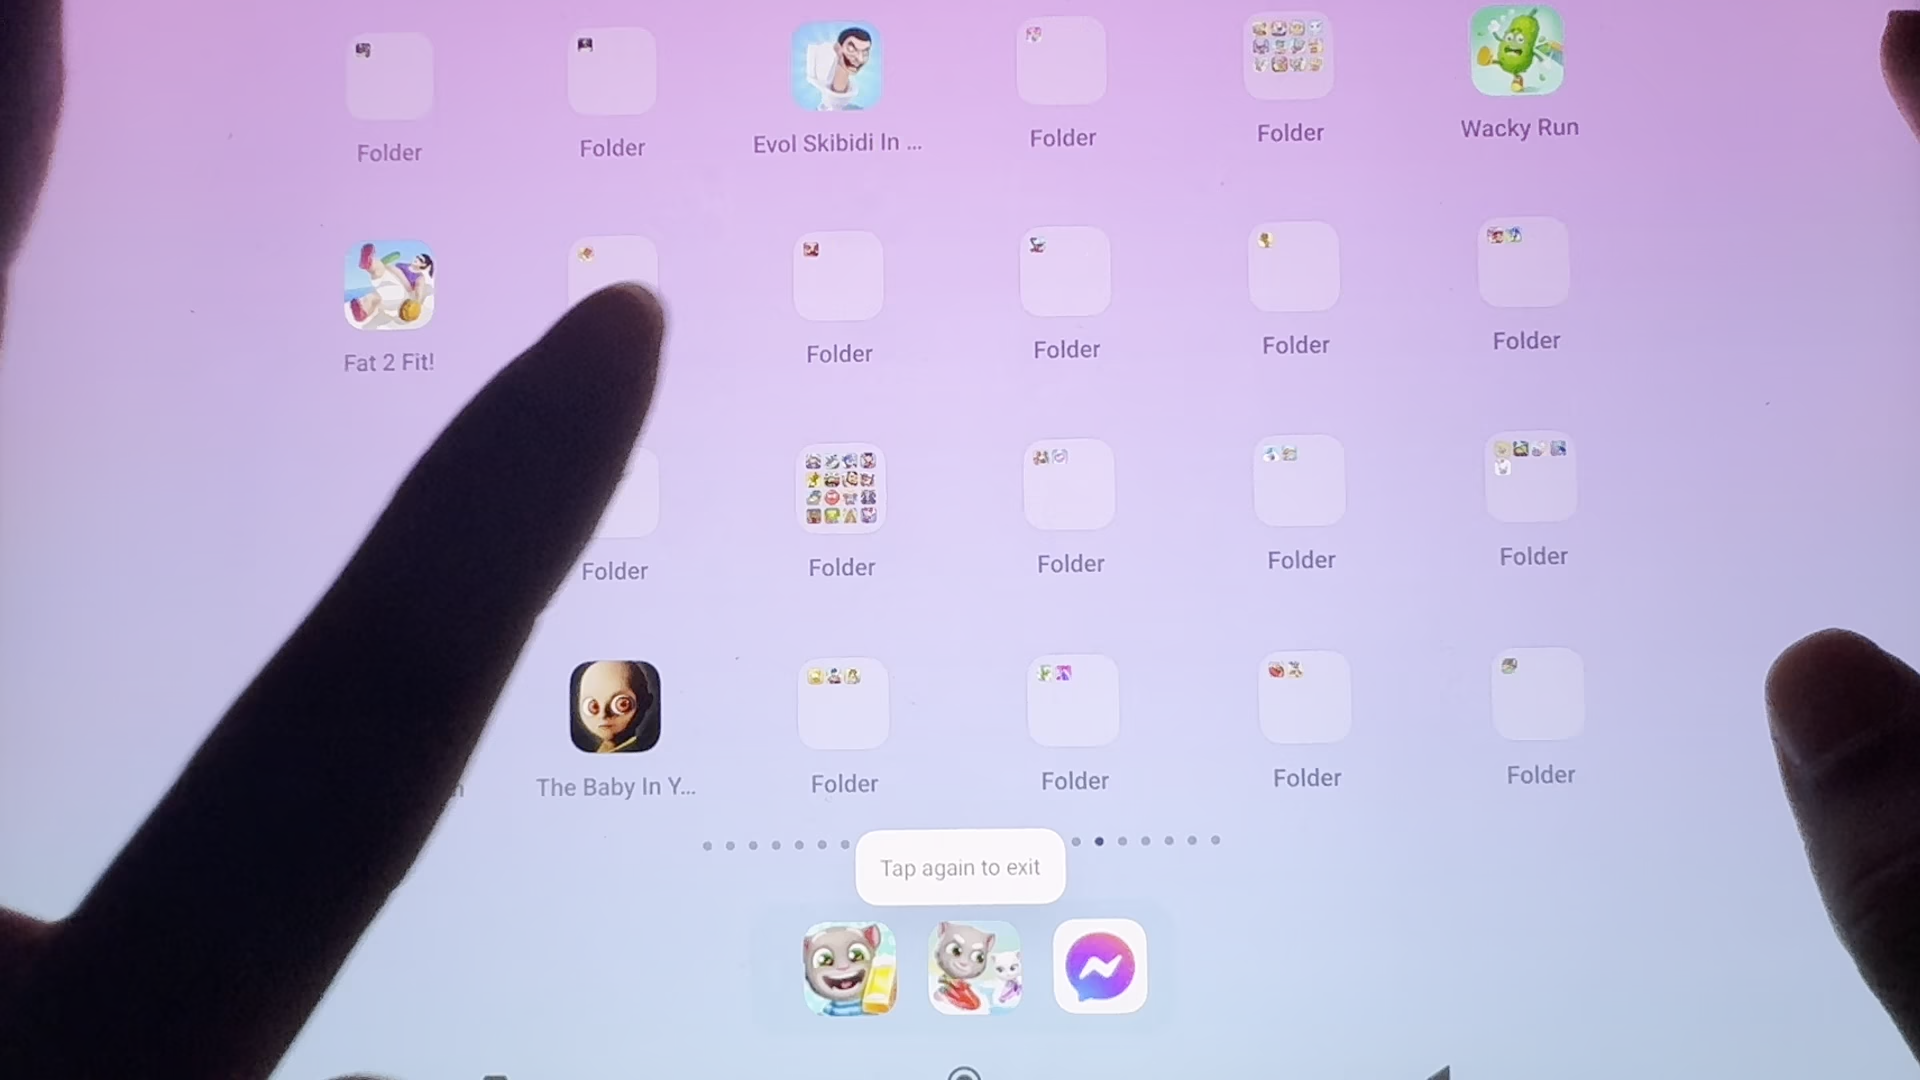 Folder
Folder
Evol Skibidi In ...
Folder
Folder
Wacky Run
Fat 2 Fit!
Folder
Folder
Folder
Folder
Folder
Folder
Folder
Folder
Folder
The Baby In Y...
Folder
Folder
Folder
Folder
Tap again to exit